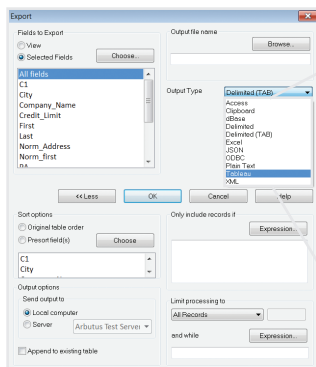 Export
Fields to Export
View
Selected Fields
Choose...
All fields
C1
City
Company_Name
Credit_Limit
First
Last
Norm_Address
Norm_first
Output file name
Browse...
Output Type
Delimited (TAB)
Access
Clipboard
dBase
Delimited
Delimited (TAB)
Excel
JSON
ODBC
Plain Text
Tableau
XML
<< Less
OK
Cancel
Help
Sort options
Original table order
Presort field(s)
Choose
C1
City
Only include records if
Expression...
Output options
Send output to
Local computer
Server
Arbutus Test Server
Append to existing table
Limit processing to
All Records
and while
Expression...